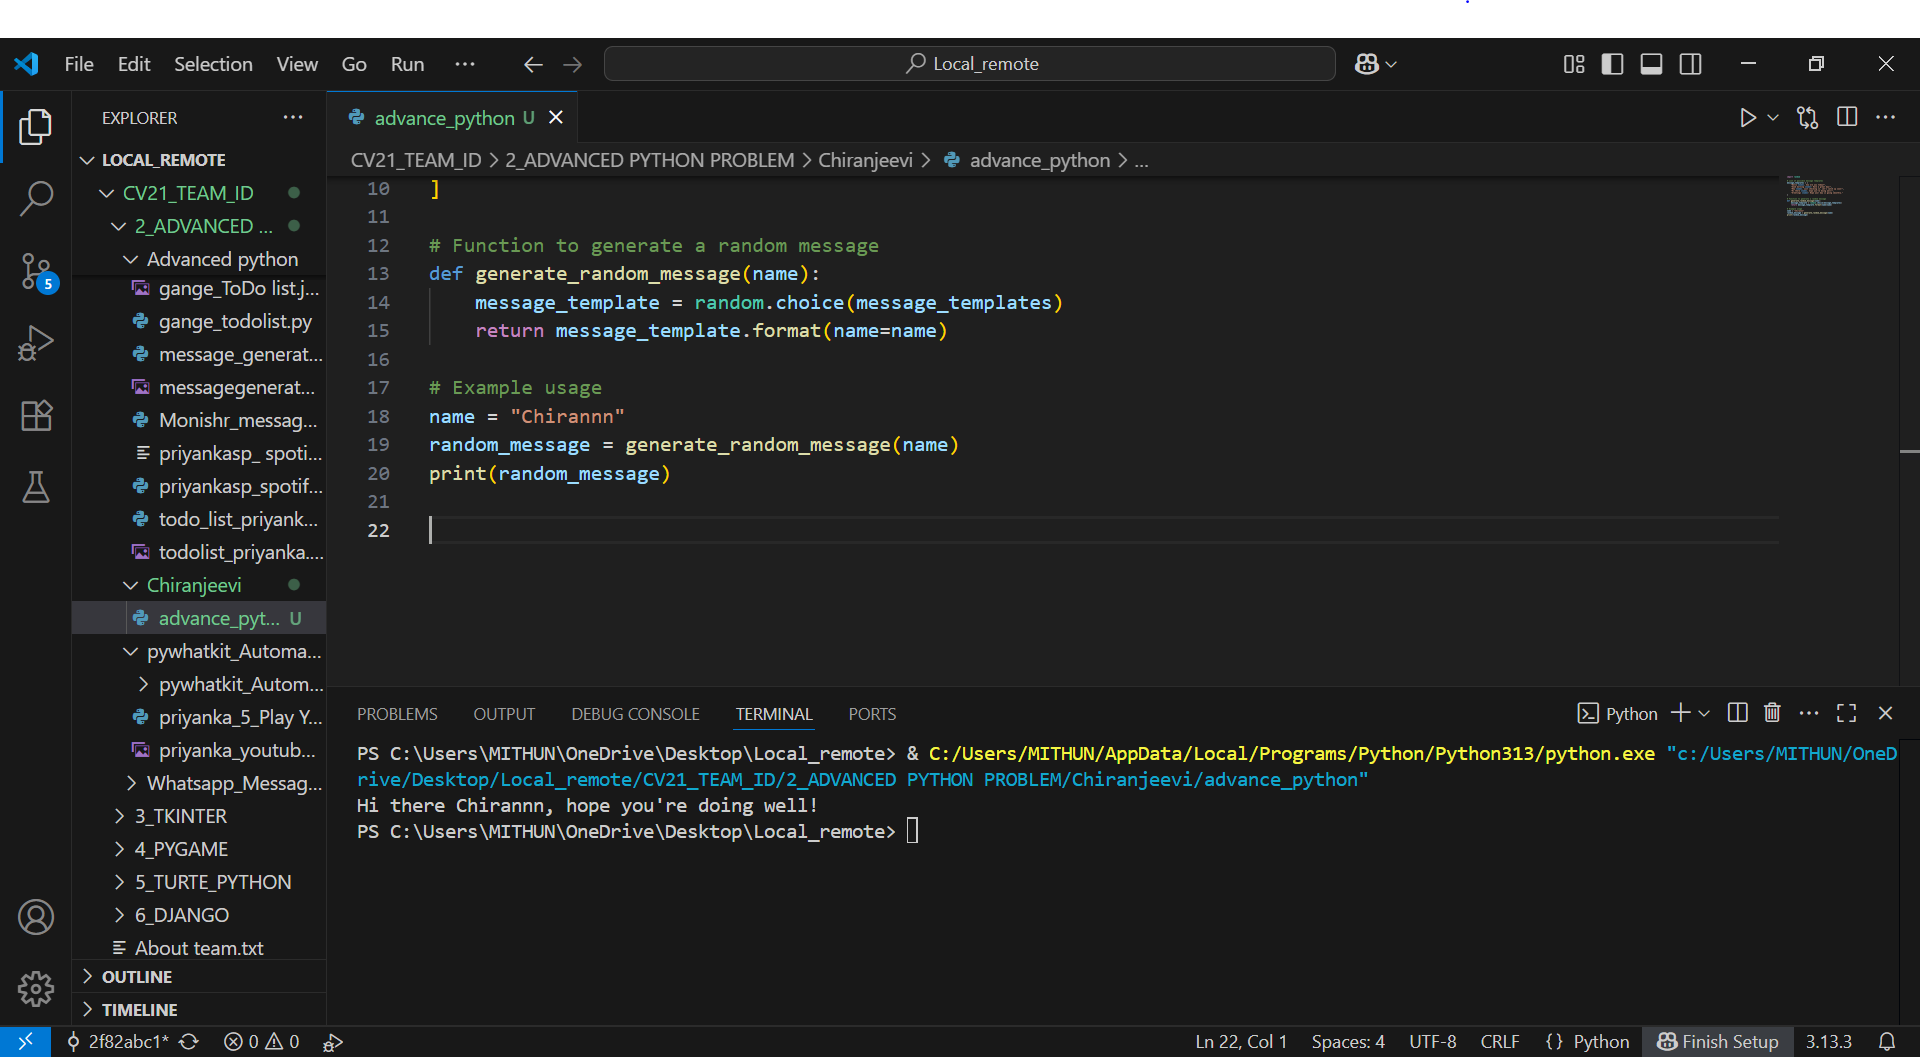 File Edit Selection View Go Run ··· Local_remote
EXPLORER ···
LOCAL_REMOTE
CV21_TEAM_ID
2_ADVANCED ...
Advanced python
gange_ToDo list.j...
gange_todolist.py
message_generat...
messagegenerat...
Monishr_messag...
priyankasp_ spoti...
priyankasp_spotif...
todo_list_priyank...
todolist_priyanka....
Chiranjeevi
advance_pyt... U
pywhatkit_Automa...
pywhatkit_Autom...
priyanka_5_Play Y...
priyanka_youtub...
Whatsapp_Messag...
3_TKINTER
4_PYGAME
5_TURTE_PYTHON
6_DJANGO
About team.txt
OUTLINE
TIMELINE
5
advance_python U
CV21_TEAM_ID > 2_ADVANCED PYTHON PROBLEM > Chiranjeevi > advance_python > ...
10 ]
11
12 # Function to generate a random message
13 def generate_random_message(name):
14     message_template = random.choice(message_templates)
15     return message_template.format(name=name)
16
17 # Example usage
18 name = "Chirannn"
19 random_message = generate_random_message(name)
20 print(random_message)
21
22
PROBLEMS OUTPUT DEBUG CONSOLE TERMINAL PORTS Python
PS C:\Users\MITHUN\OneDrive\Desktop\Local_remote> & C:/Users/MITHUN/AppData/Local/Programs/Python/Python313/python.exe "c:/Users/MITHUN/OneD
rive/Desktop/Local_remote/CV21_TEAM_ID/2_ADVANCED PYTHON PROBLEM/Chiranjeevi/advance_python"
Hi there Chirannn, hope you're doing well!
PS C:\Users\MITHUN\OneDrive\Desktop\Local_remote>
2f82abc1* 0 0 Ln 22, Col 1 Spaces: 4 UTF-8 CRLF {} Python Finish Setup 3.13.3